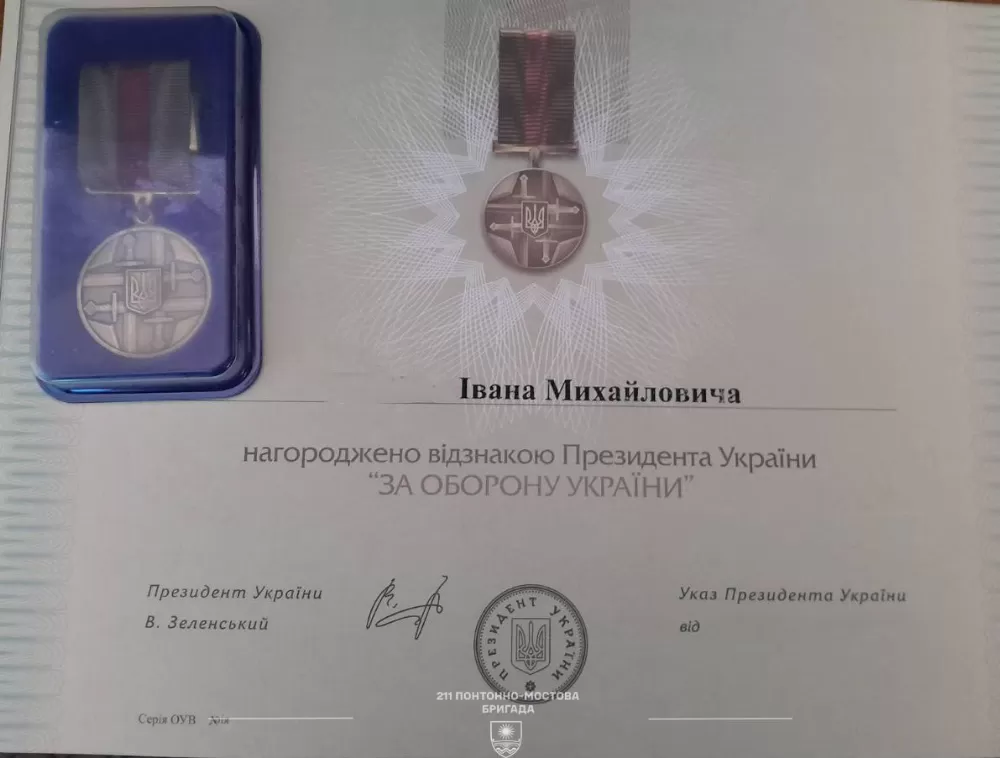 Івана Михайловича
нагороджено відзнакою Президента України
“ЗА ОБОРОНУ УКРАЇНИ”
Президент України
В. Зеленський
ПРЕЗИДЕНТ УКРАЇНИ
Указ Президента України
від
Серія ОУВ
211 ПОНТОННО-МОСТОВА
БРИГАДА